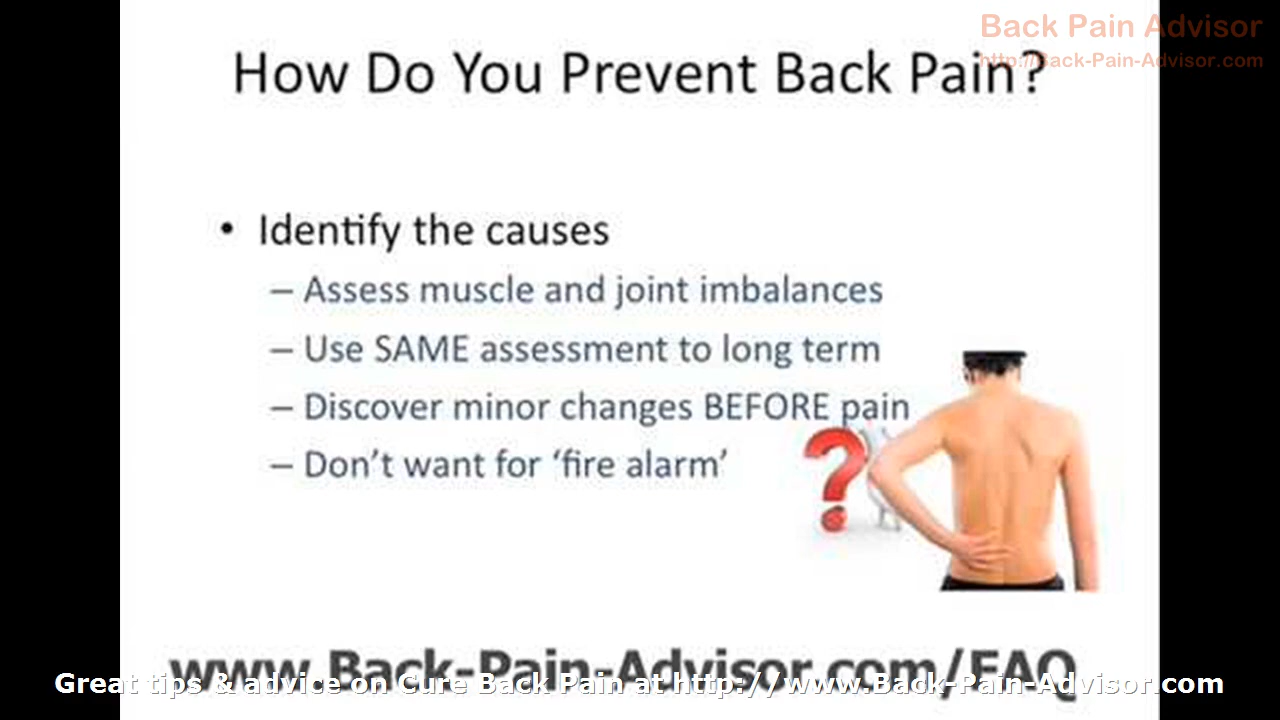 Back Pain Advisor
http://Back-Pain-Advisor.com
How Do You Prevent Back Pain?
• Identify the causes
– Assess muscle and joint imbalances
– Use SAME assessment to long term
– Discover minor changes BEFORE pain
– Don’t want for ‘fire alarm’
www.Back-Pain-Advisor.com/FAQ
Great tips & advice on Cure Back Pain at http://www.Back-Pain-Advisor.com